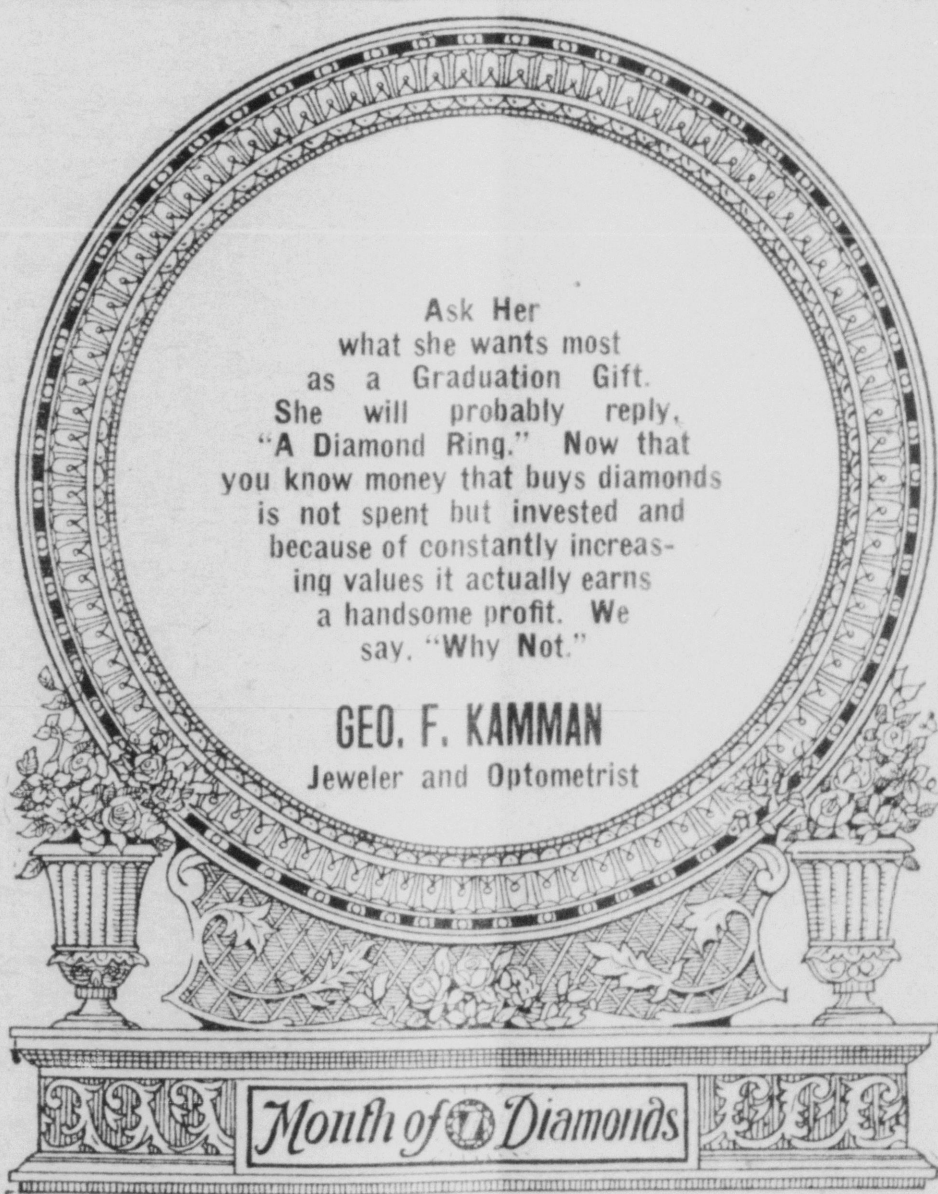 Ask Her
what she wants most
as a Graduation Gift.
She will probably reply,
“A Diamond Ring.” Now that
you know money that buys diamonds
is not spent but invested and
because of constantly increas-
ing values it actually earns
a handsome profit. We
say, “Why Not.”
GEO. F. KAMMAN
Jeweler and Optometrist
Month of Diamonds